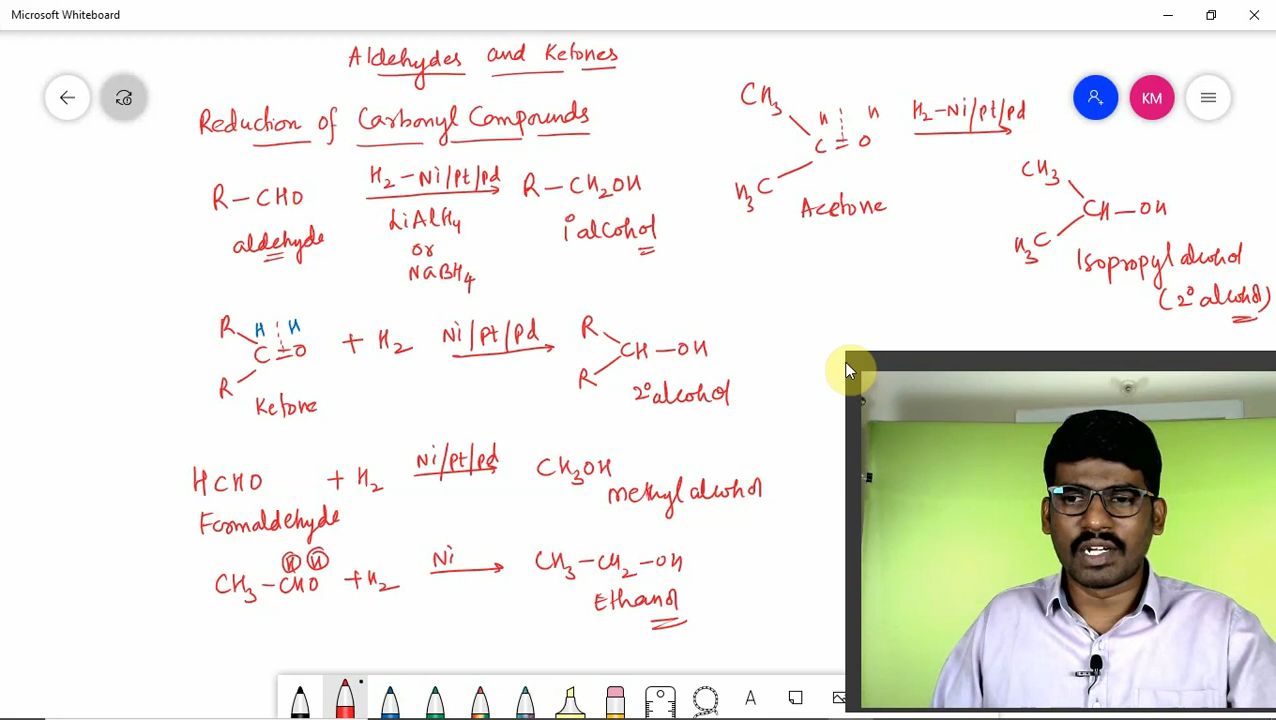 Microsoft Whiteboard
Aldehydes and Ketones
KM
Reduction of Carbonyl Compounds
R-CHO
aldehyde
H2-Ni/pt/pd
LiAlH4
or
NaBH4
R-CH2OH
1° alcohol
R H H
C=O
R
Ketone
+ H2
Ni/pt/pd
R
CH-OH
R
2° alcohol
HCHO + H2
Formaldehyde
Ni/pt/pd
CH3OH
methyl alcohol
H H
CH3-CHO + H2
Ni
CH3-CH2-OH
Ethanol
CH3 H H
C=O
H3C
Acetone
H2-Ni/pt/pd
CH3
CH-OH
H3C
Isopropyl alcohol
(2° alcohol)
A